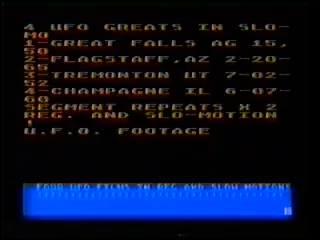 4 UFO GREATS IN SLO-
MO
1-GREAT FALLS AG 15,
50
2-FLAGSTAFF,AZ 2-20-
65
3-TREMONTON UT 7-02-
52
4-CHAMPAGNE IL 6-07-
60
SEGMENT REPEATS X 2
REG. AND SLO-MOTION
!
U.F.O. FOOTAGE
FOUR UFO FILMS IN REG AND SLOW MOTION!